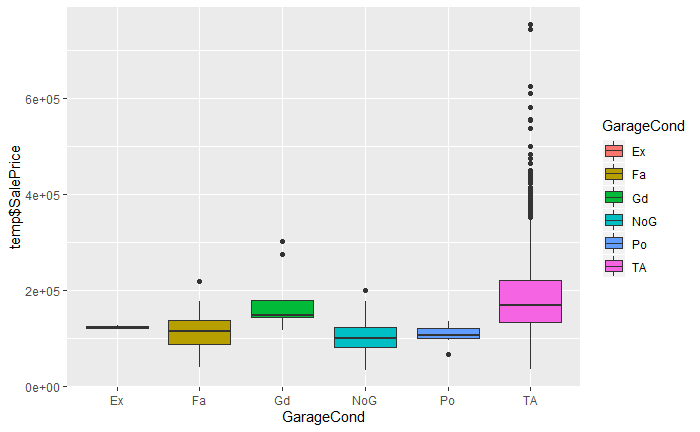 temp$SalePrice
6e+05
4e+05
2e+05
0e+00
Ex Fa Gd NoG Po TA
GarageCond
GarageCond
Ex
Fa
Gd
NoG
Po
TA